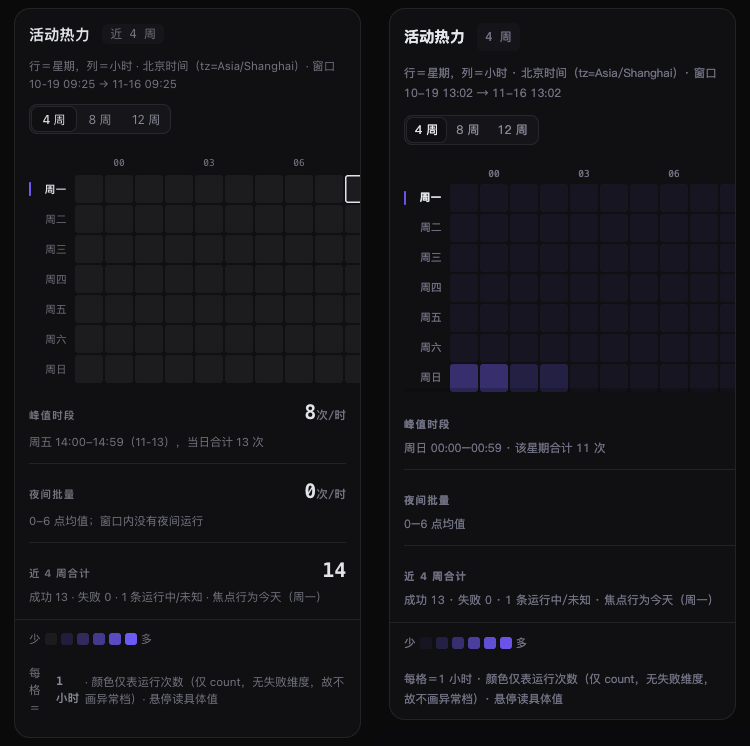 活动热力 近 4 周
行＝星期，列＝小时 · 北京时间（tz=Asia/Shanghai）· 窗口
10-19 09:25 → 11-16 09:25
4 周 8 周 12 周
00 03 06
周一
周二
周三
周四
周五
周六
周日
峰值时段 8次/时
周五 14:00–14:59（11-13），当日合计 13 次
夜间批量 0次/时
0–6 点均值；窗口内没有夜间运行
近 4 周合计 14
成功 13 · 失败 0 · 1 条运行中/未知 · 焦点行为今天（周一）
少 多
每格＝ 1 小时 · 颜色仅表运行次数（仅 count，无失败维度，故不
画异常档）· 悬停读具体值
活动热力 4 周
行＝星期，列＝小时 · 北京时间（tz=Asia/Shanghai）· 窗口
10–19 13:02 → 11–16 13:02
4 周 8 周 12 周
00 03 06
周一
周二
周三
周四
周五
周六
周日
峰值时段
周日 00:00—00:59 · 该星期合计 11 次
夜间批量
0—6 点均值
近 4 周合计
成功 13 · 失败 0 · 1 条运行中/未知 · 焦点行为今天（周一）
少 多
每格＝1 小时 · 颜色仅表运行次数（仅 count，无失败维度，
故不画异常档）· 悬停读具体值